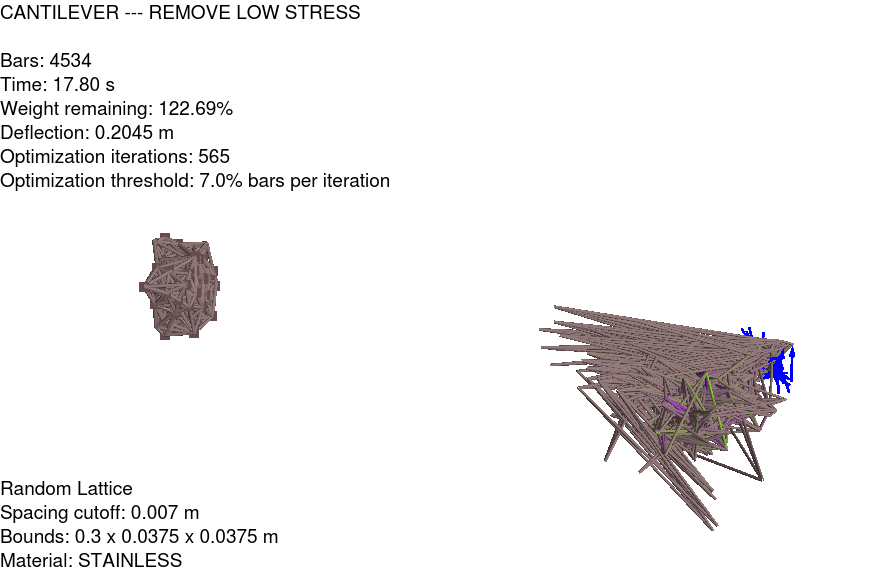 CANTILEVER --- REMOVE LOW STRESS
Bars: 4534
Time: 17.80 s
Weight remaining: 122.69%
Deflection: 0.2045 m
Optimization iterations: 565
Optimization threshold: 7.0% bars per iteration
Random Lattice
Spacing cutoff: 0.007 m
Bounds: 0.3 x 0.0375 x 0.0375 m
Material: STAINLESS